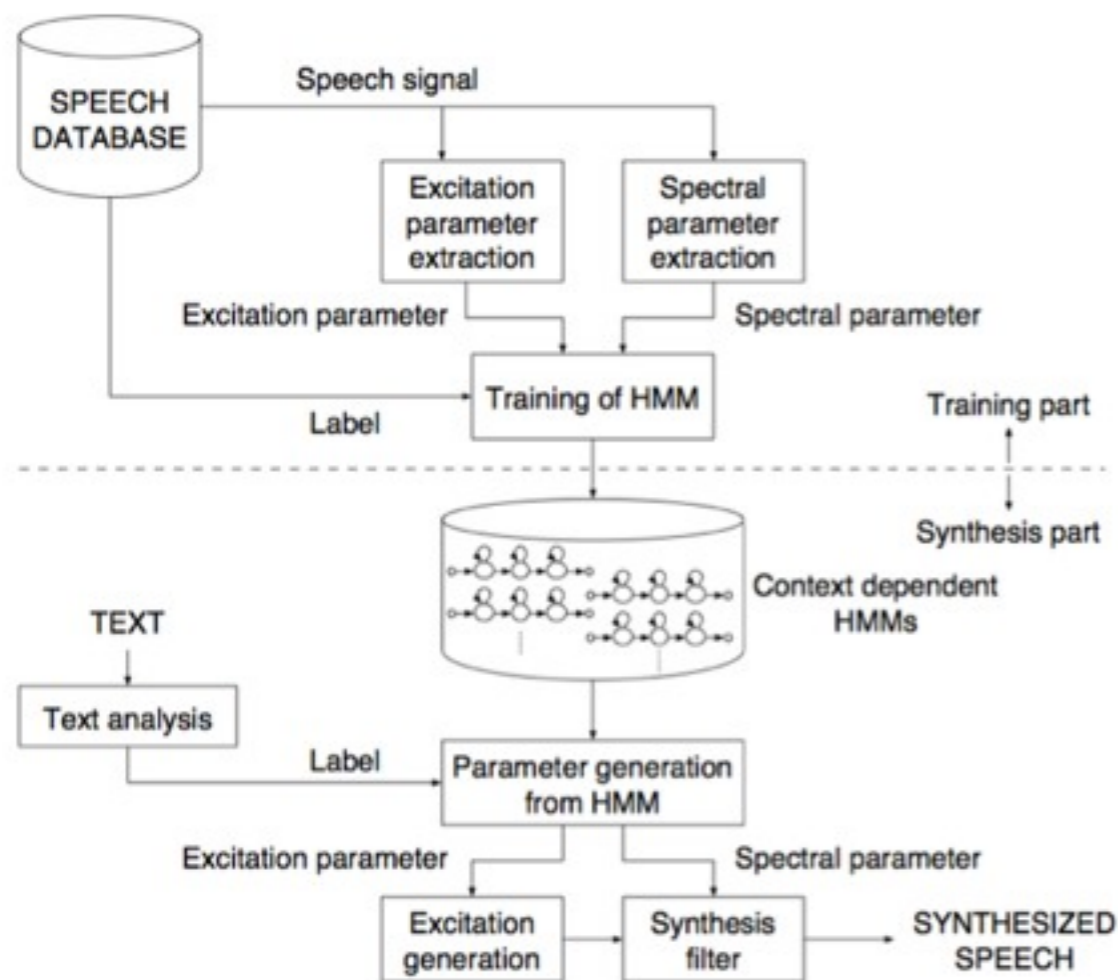 Speech signal
SPEECH
DATABASE
Excitation
parameter
extraction
Spectral
parameter
extraction
Excitation parameter
Spectral parameter
Training of HMM
Label
Training part
Synthesis part
Context dependent
HMMs
TEXT
Text analysis
Label
Parameter generation
from HMM
Excitation parameter
Spectral parameter
Excitation
generation
Synthesis
filter
SYNTHESIZED
SPEECH